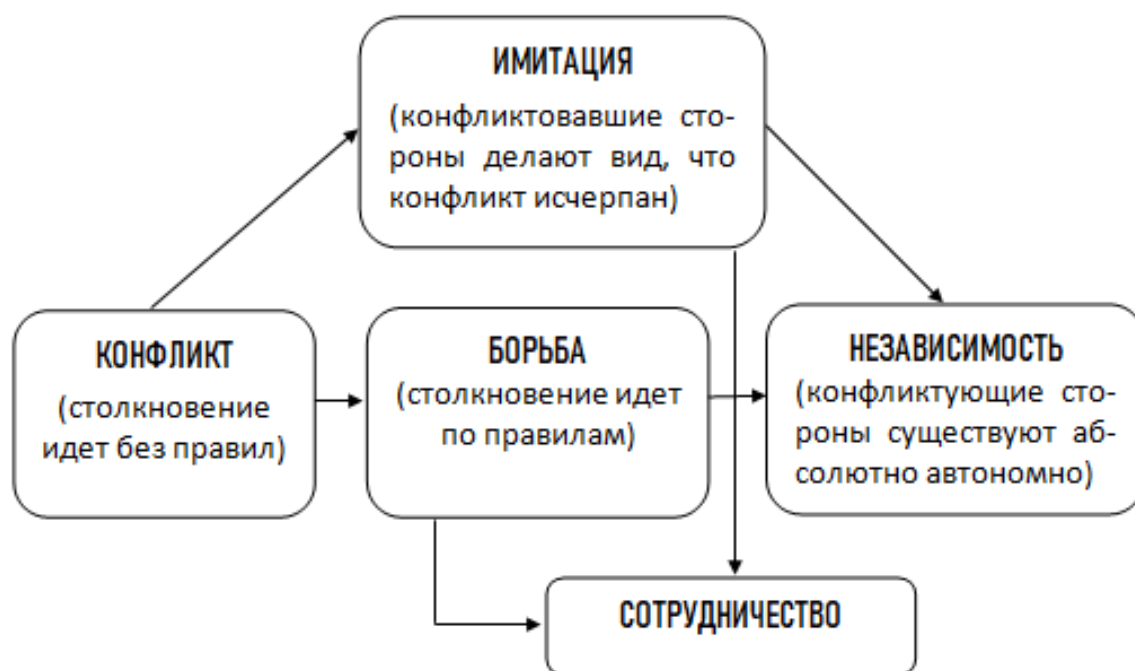 ИМИТАЦИЯ
(конфликтовавшие сто-
роны делают вид, что
конфликт исчерпан)
КОНФЛИКТ
(столкновение
идет без правил)
БОРЬБА
(столкновение идет
по правилам)
НЕЗАВИСИМОСТЬ
(конфликтующие сто-
роны существуют аб-
солютно автономно)
СОТРУДНИЧЕСТВО